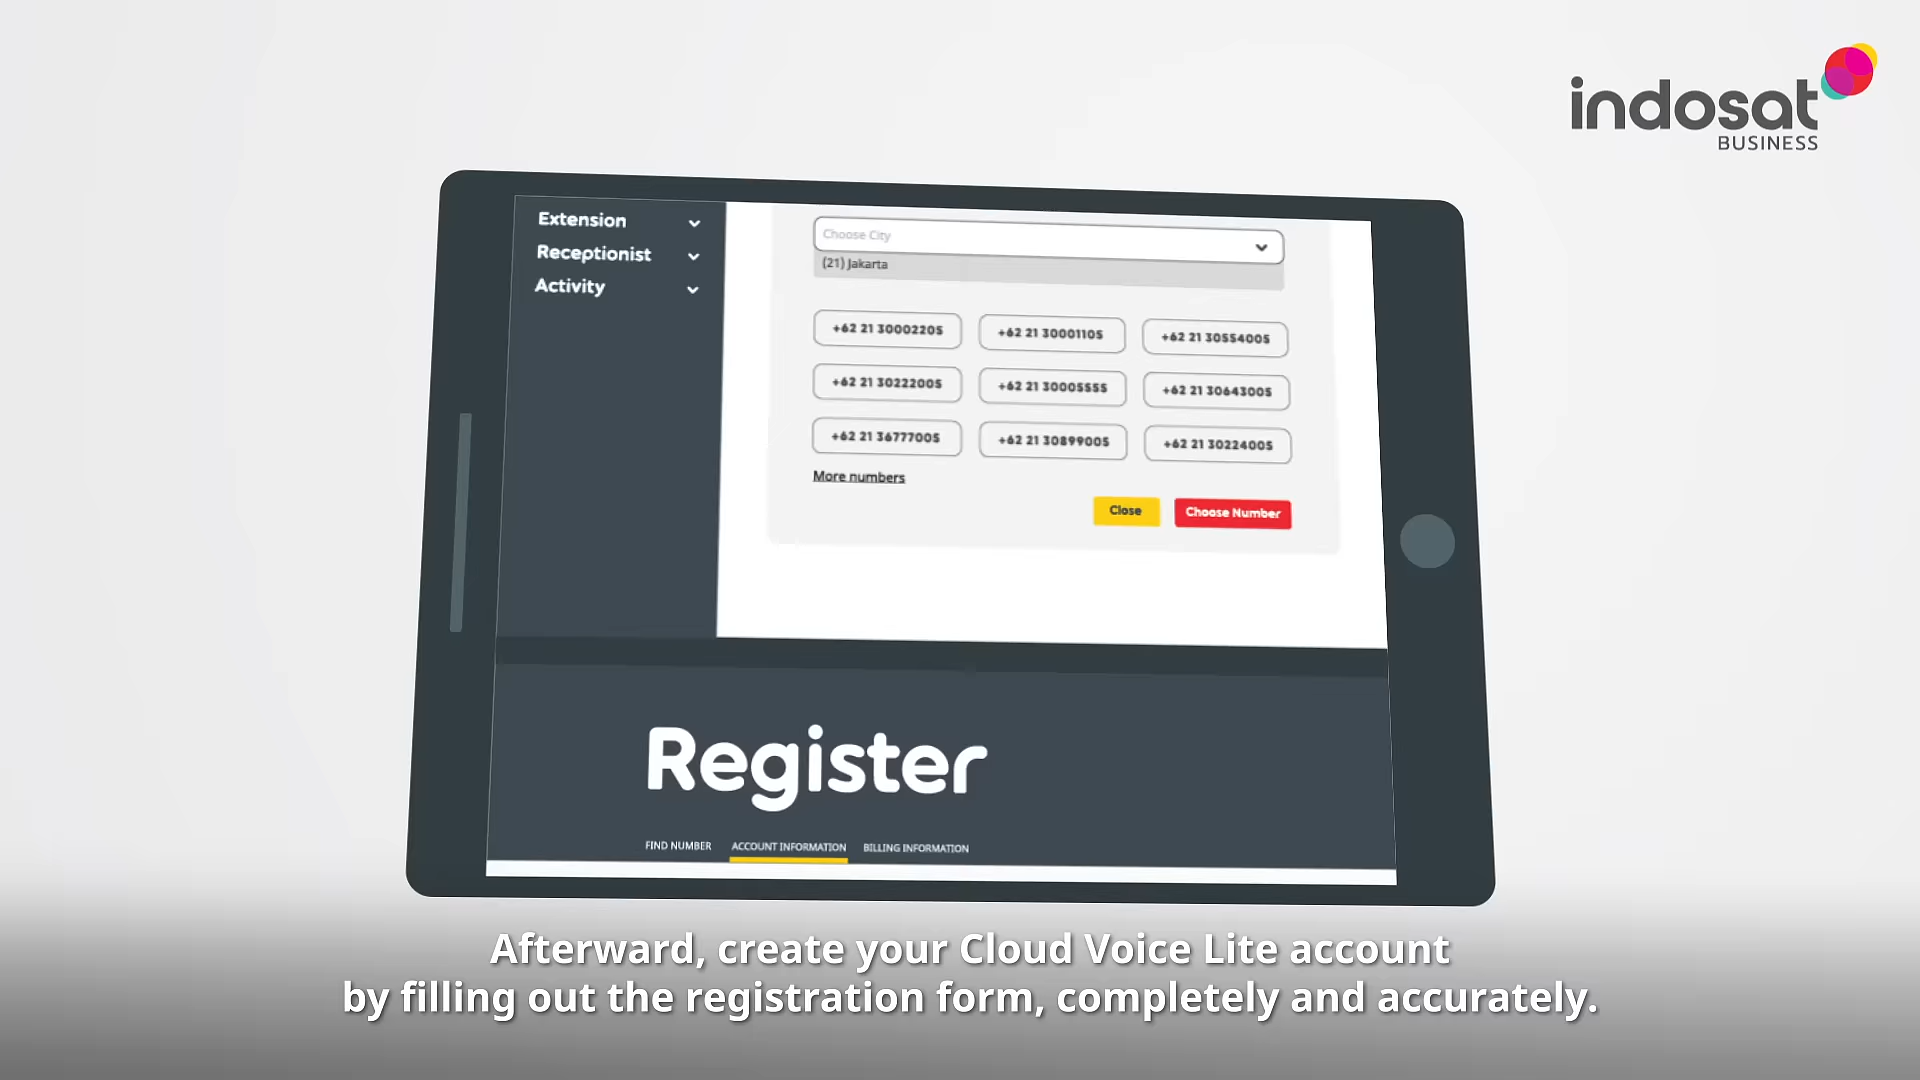 indosat
BUSINESS
Extension
Receptionist
Activity
Choose City
(21) Jakarta
+62 21 30002205
+62 21 30001105
+62 21 30554005
+62 21 30222005
+62 21 30005555
+62 21 30643005
+62 21 36777005
+62 21 30899005
+62 21 30224005
More numbers
Close
Choose Number
Register
FIND NUMBER
ACCOUNT INFORMATION
BILLING INFORMATION
Afterward, create your Cloud Voice Lite account
by filling out the registration form, completely and accurately.